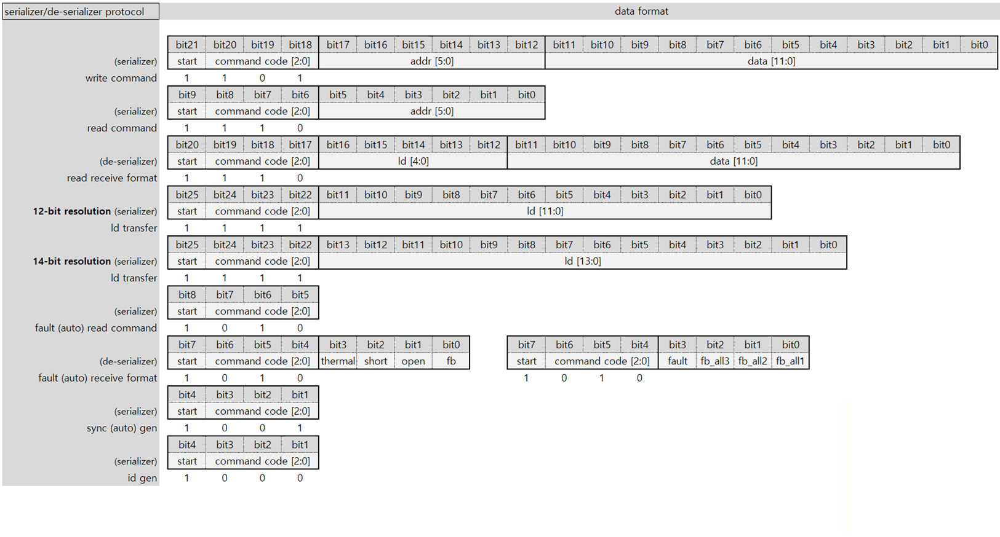 serializer/de-serializer protocol data format
bit21 bit20 bit19 bit18 bit17 bit16 bit15 bit14 bit13 bit12 bit11 bit10 bit9 bit8 bit7 bit6 bit5 bit4 bit3 bit2 bit1 bit0
(serializer) start command code [2:0] addr [5:0] data [11:0]
write command 1 1 0 1
bit9 bit8 bit7 bit6 bit5 bit4 bit3 bit2 bit1 bit0
(serializer) start command code [2:0] addr [5:0]
read command 1 1 1 0
bit20 bit19 bit18 bit17 bit16 bit15 bit14 bit13 bit12 bit11 bit10 bit9 bit8 bit7 bit6 bit5 bit4 bit3 bit2 bit1 bit0
(de-serializer) start command code [2:0] ld [4:0] data [11:0]
read receive format 1 1 1 0
bit25 bit24 bit23 bit22 bit11 bit10 bit9 bit8 bit7 bit6 bit5 bit4 bit3 bit2 bit1 bit0
12-bit resolution (serializer) start command code [2:0] ld [11:0]
ld transfer 1 1 1 1
bit25 bit24 bit23 bit22 bit13 bit12 bit11 bit10 bit9 bit8 bit7 bit6 bit5 bit4 bit3 bit2 bit1 bit0
14-bit resolution (serializer) start command code [2:0] ld [13:0]
ld transfer 1 1 1 1
bit8 bit7 bit6 bit5
(serializer) start command code [2:0]
fault (auto) read command 1 0 1 0
bit7 bit6 bit5 bit4 bit3 bit2 bit1 bit0 bit7 bit6 bit5 bit4 bit3 bit2 bit1 bit0
(de-serializer) start command code [2:0] thermal short open fb start command code [2:0] fault fb_all3 fb_all2 fb_all1
fault (auto) receive format 1 0 1 0 1 0 1 0
bit4 bit3 bit2 bit1
(serializer) start command code [2:0]
sync (auto) gen 1 0 0 1
bit4 bit3 bit2 bit1
(serializer) start command code [2:0]
id gen 1 0 0 0